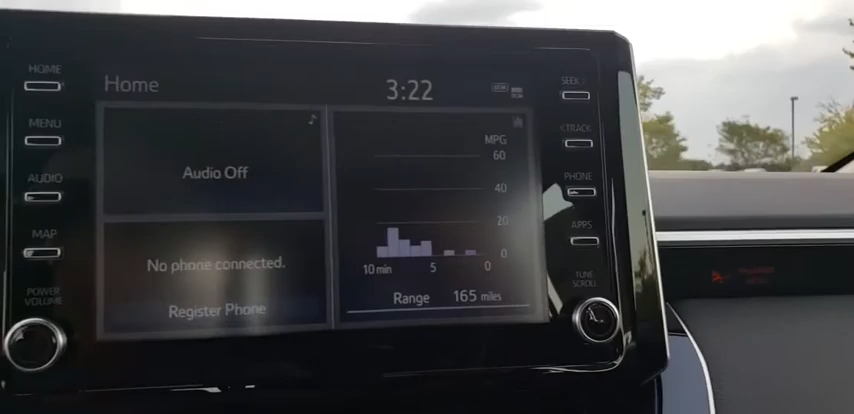 HOME
MENU
AUDIO
MAP
POWER
VOLUME
Home
3:22
Audio Off
No phone connected.
Register Phone
MPG
60
40
20
0
10 min 5 0
Range 165 miles
SEEK
TRACK
PHONE
APPS
TUNE
SCROLL